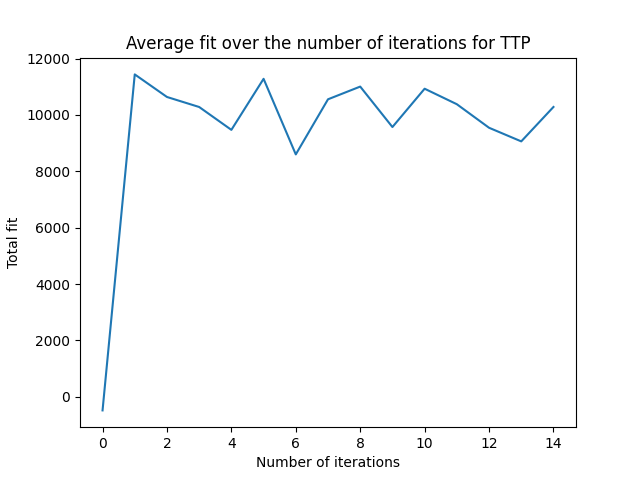 Average fit over the number of iterations for TTP
12000
10000
8000
6000
4000
2000
0
Total fit
0 2 4 6 8 10 12 14
Number of iterations